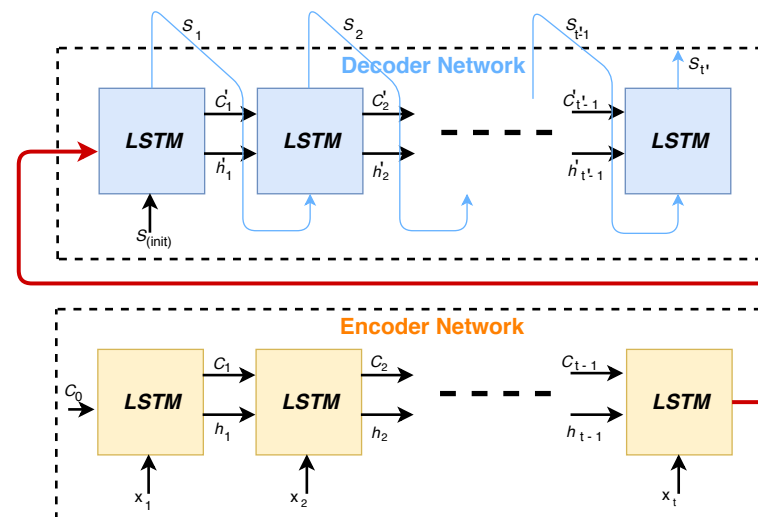 S1
S2
St'-1
Decoder Network
St'
C'1
C'2
C't'-1
LSTM
LSTM
LSTM
h'1
h'2
h't'-1
S(init)
Encoder Network
C0
C1
C2
Ct-1
LSTM
LSTM
LSTM
h1
h2
ht-1
x1
x2
xt